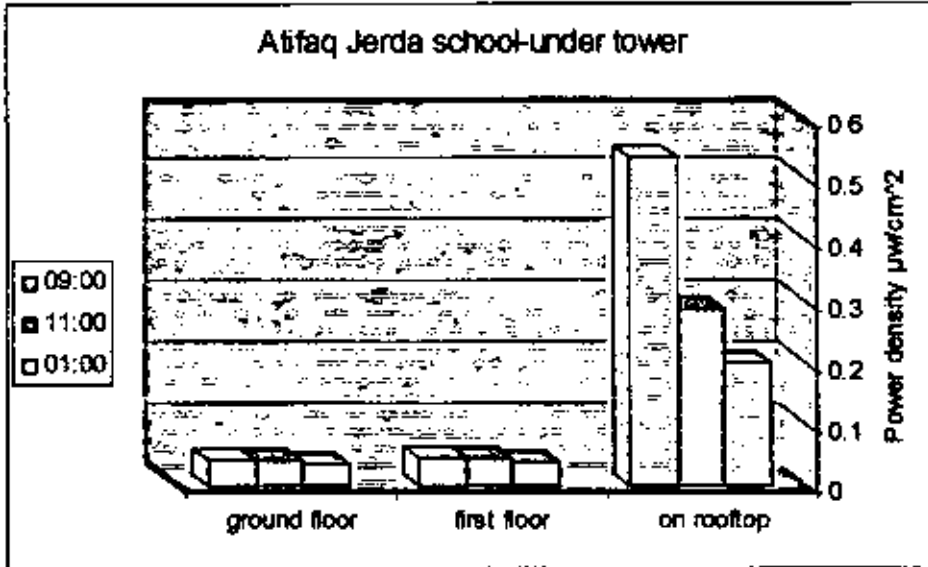 Atifaq Jerda school-under tower
09:00
11:00
01:00
0.6
0.5
0.4
0.3
0.2
0.1
0
Power density µw/cm^2
ground floor
first floor
on rooftop